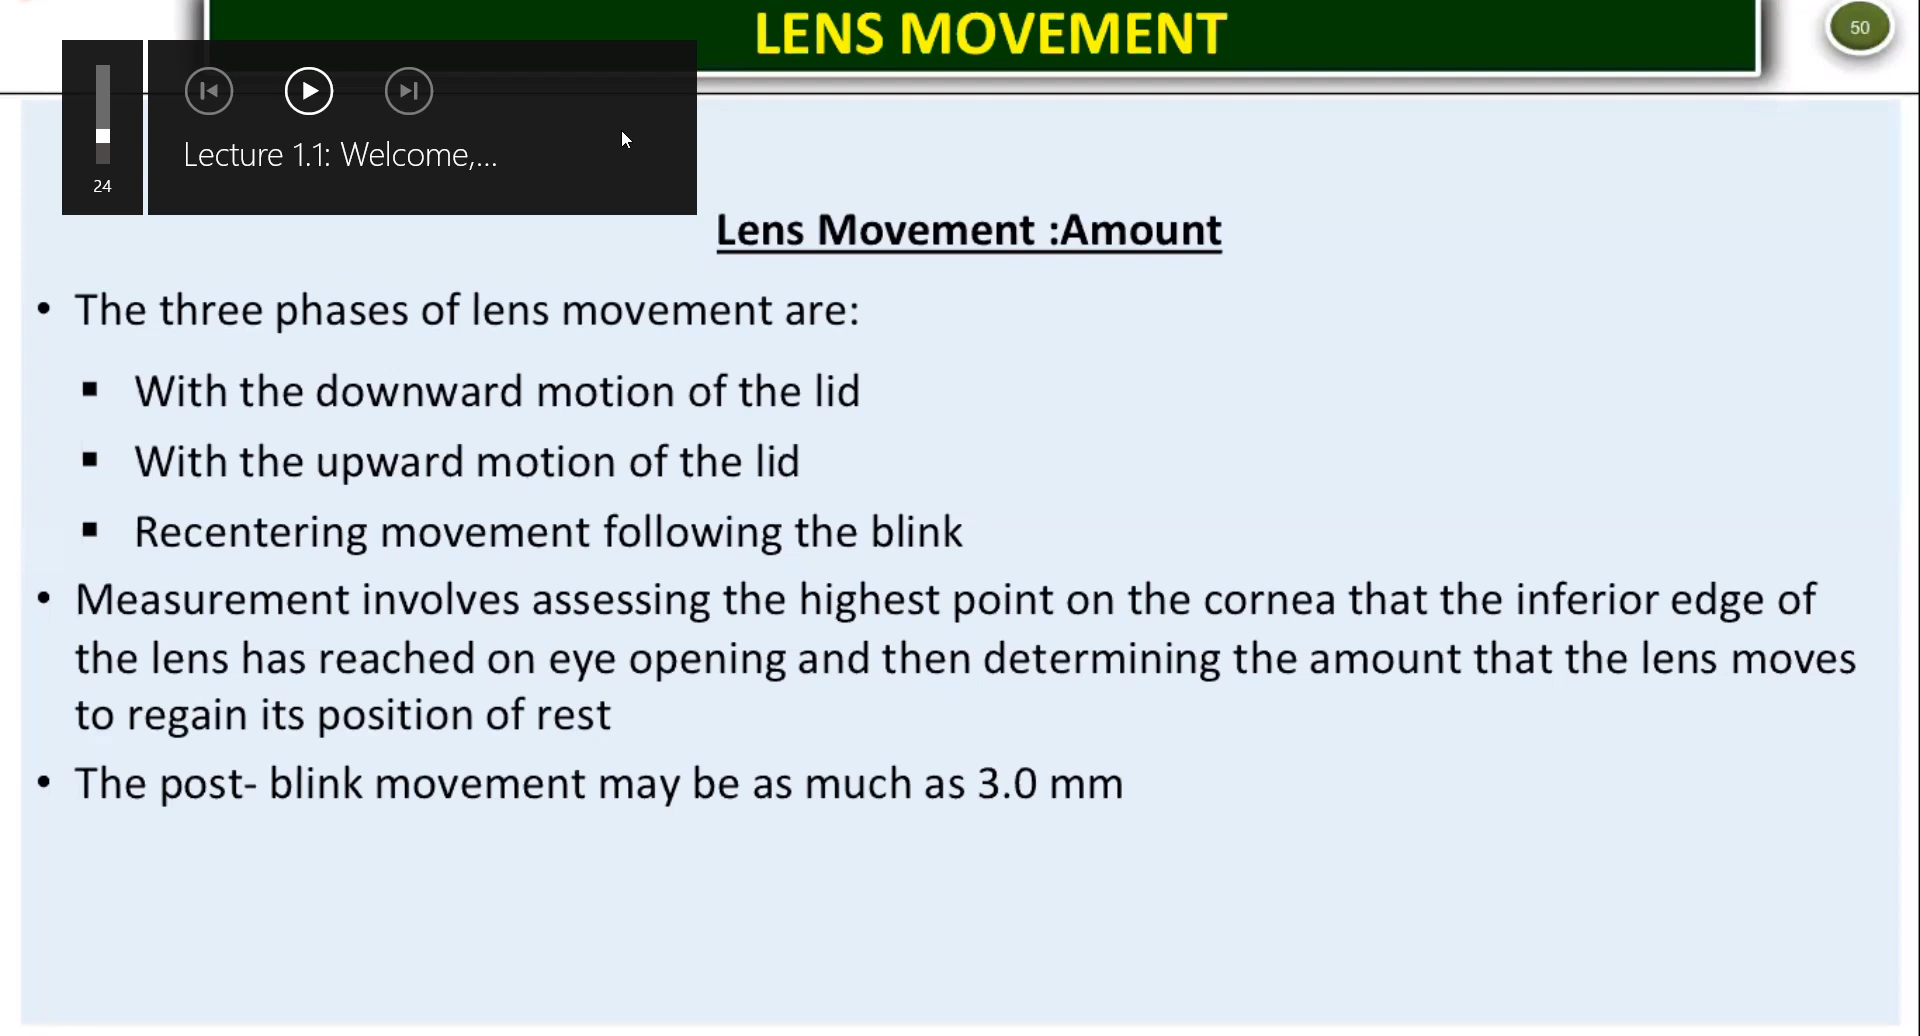 LENS MOVEMENT
50
24
Lecture 1.1: Welcome,...
Lens Movement :Amount
• The three phases of lens movement are:
▪ With the downward motion of the lid
▪ With the upward motion of the lid
▪ Recentering movement following the blink
• Measurement involves assessing the highest point on the cornea that the inferior edge of
the lens has reached on eye opening and then determining the amount that the lens moves
to regain its position of rest
• The post- blink movement may be as much as 3.0 mm